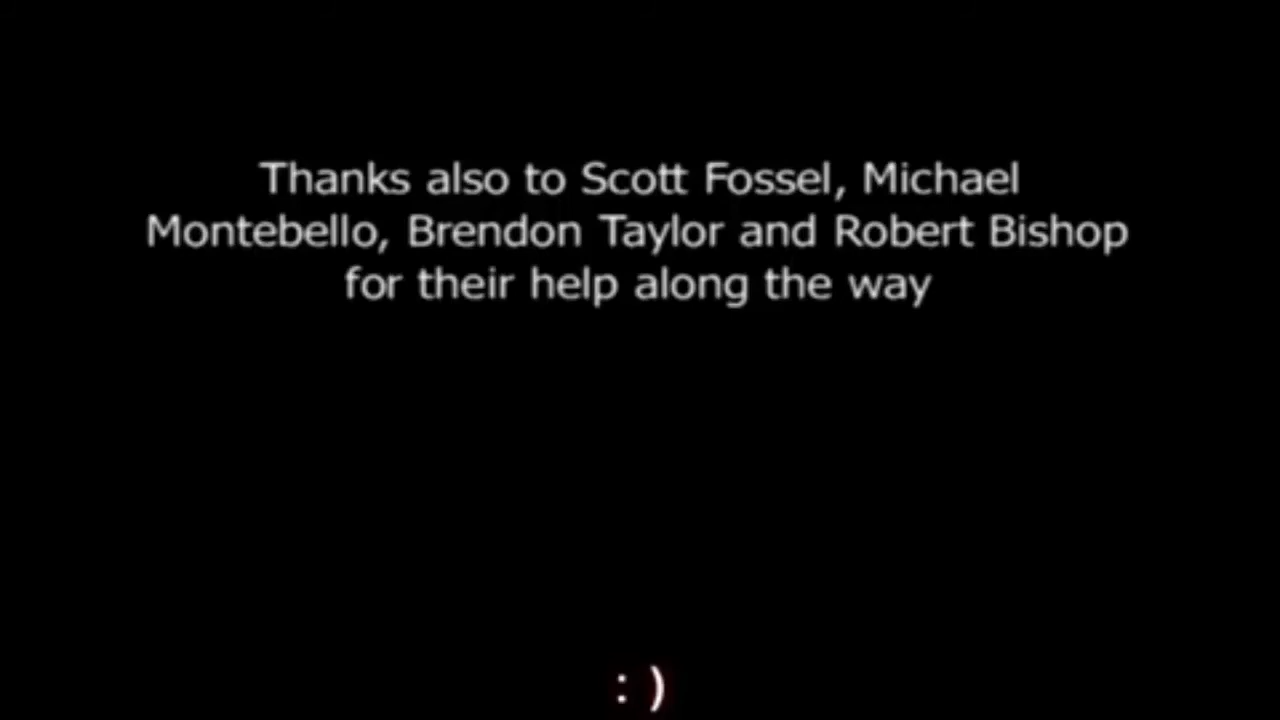 Thanks also to Scott Fossel, Michael
Montebello, Brendon Taylor and Robert Bishop
for their help along the way
: )